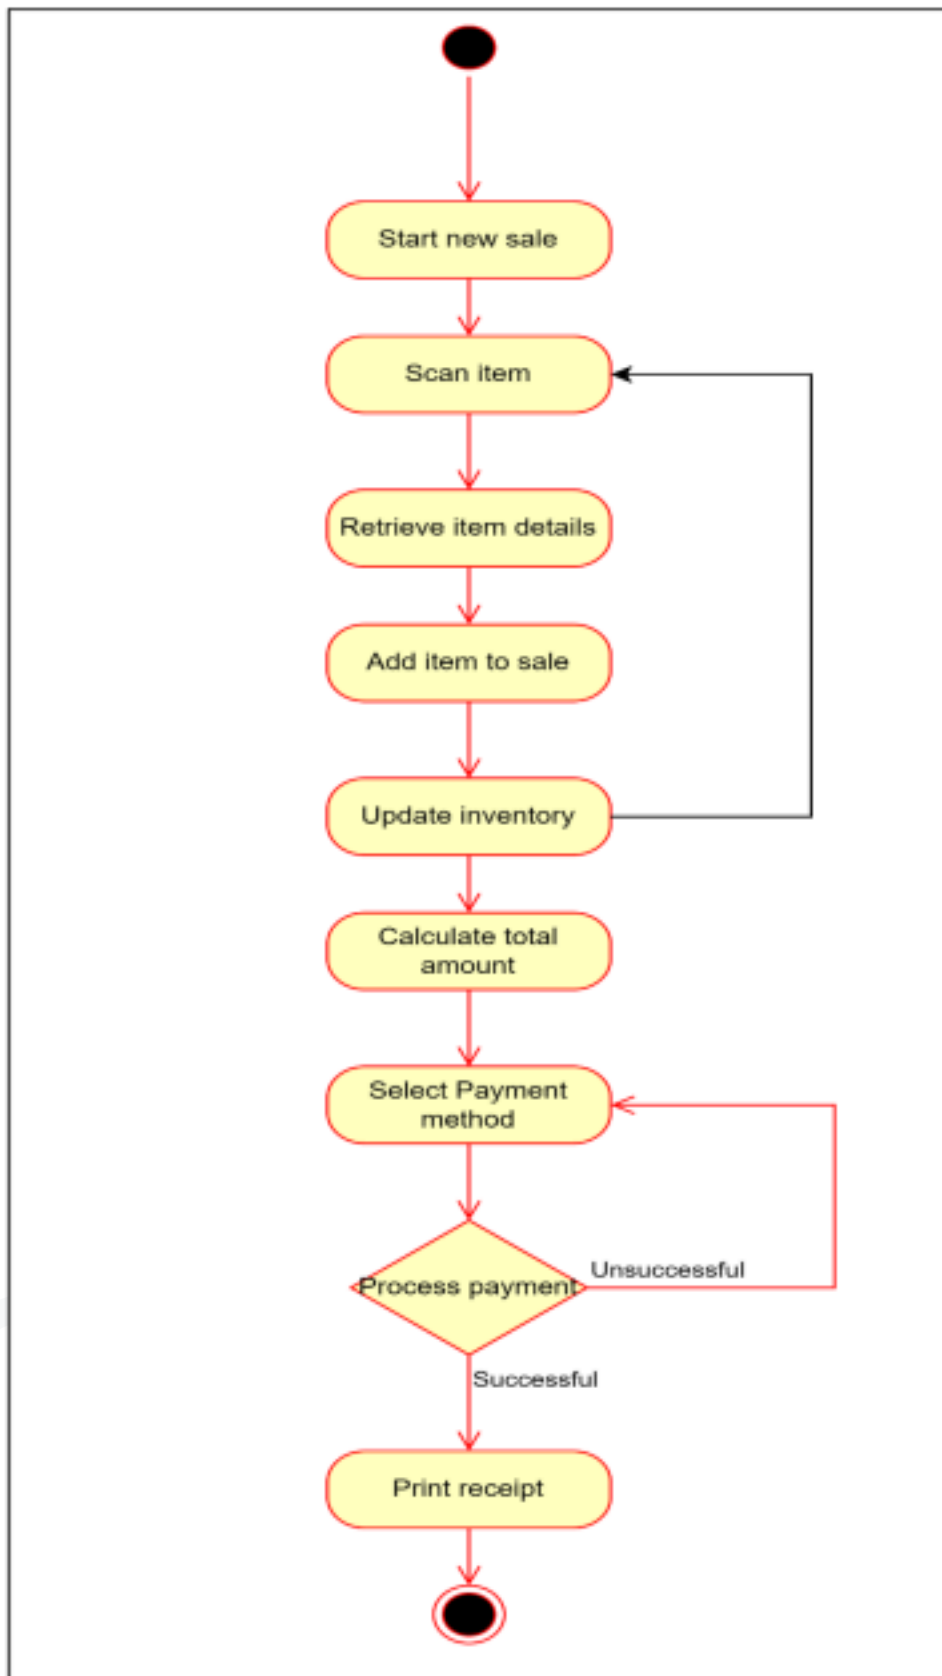 Start new sale
Scan item
Retrieve item details
Add item to sale
Update inventory
Calculate total
amount
Select Payment
method
Process payment
Unsuccessful
Successful
Print receipt